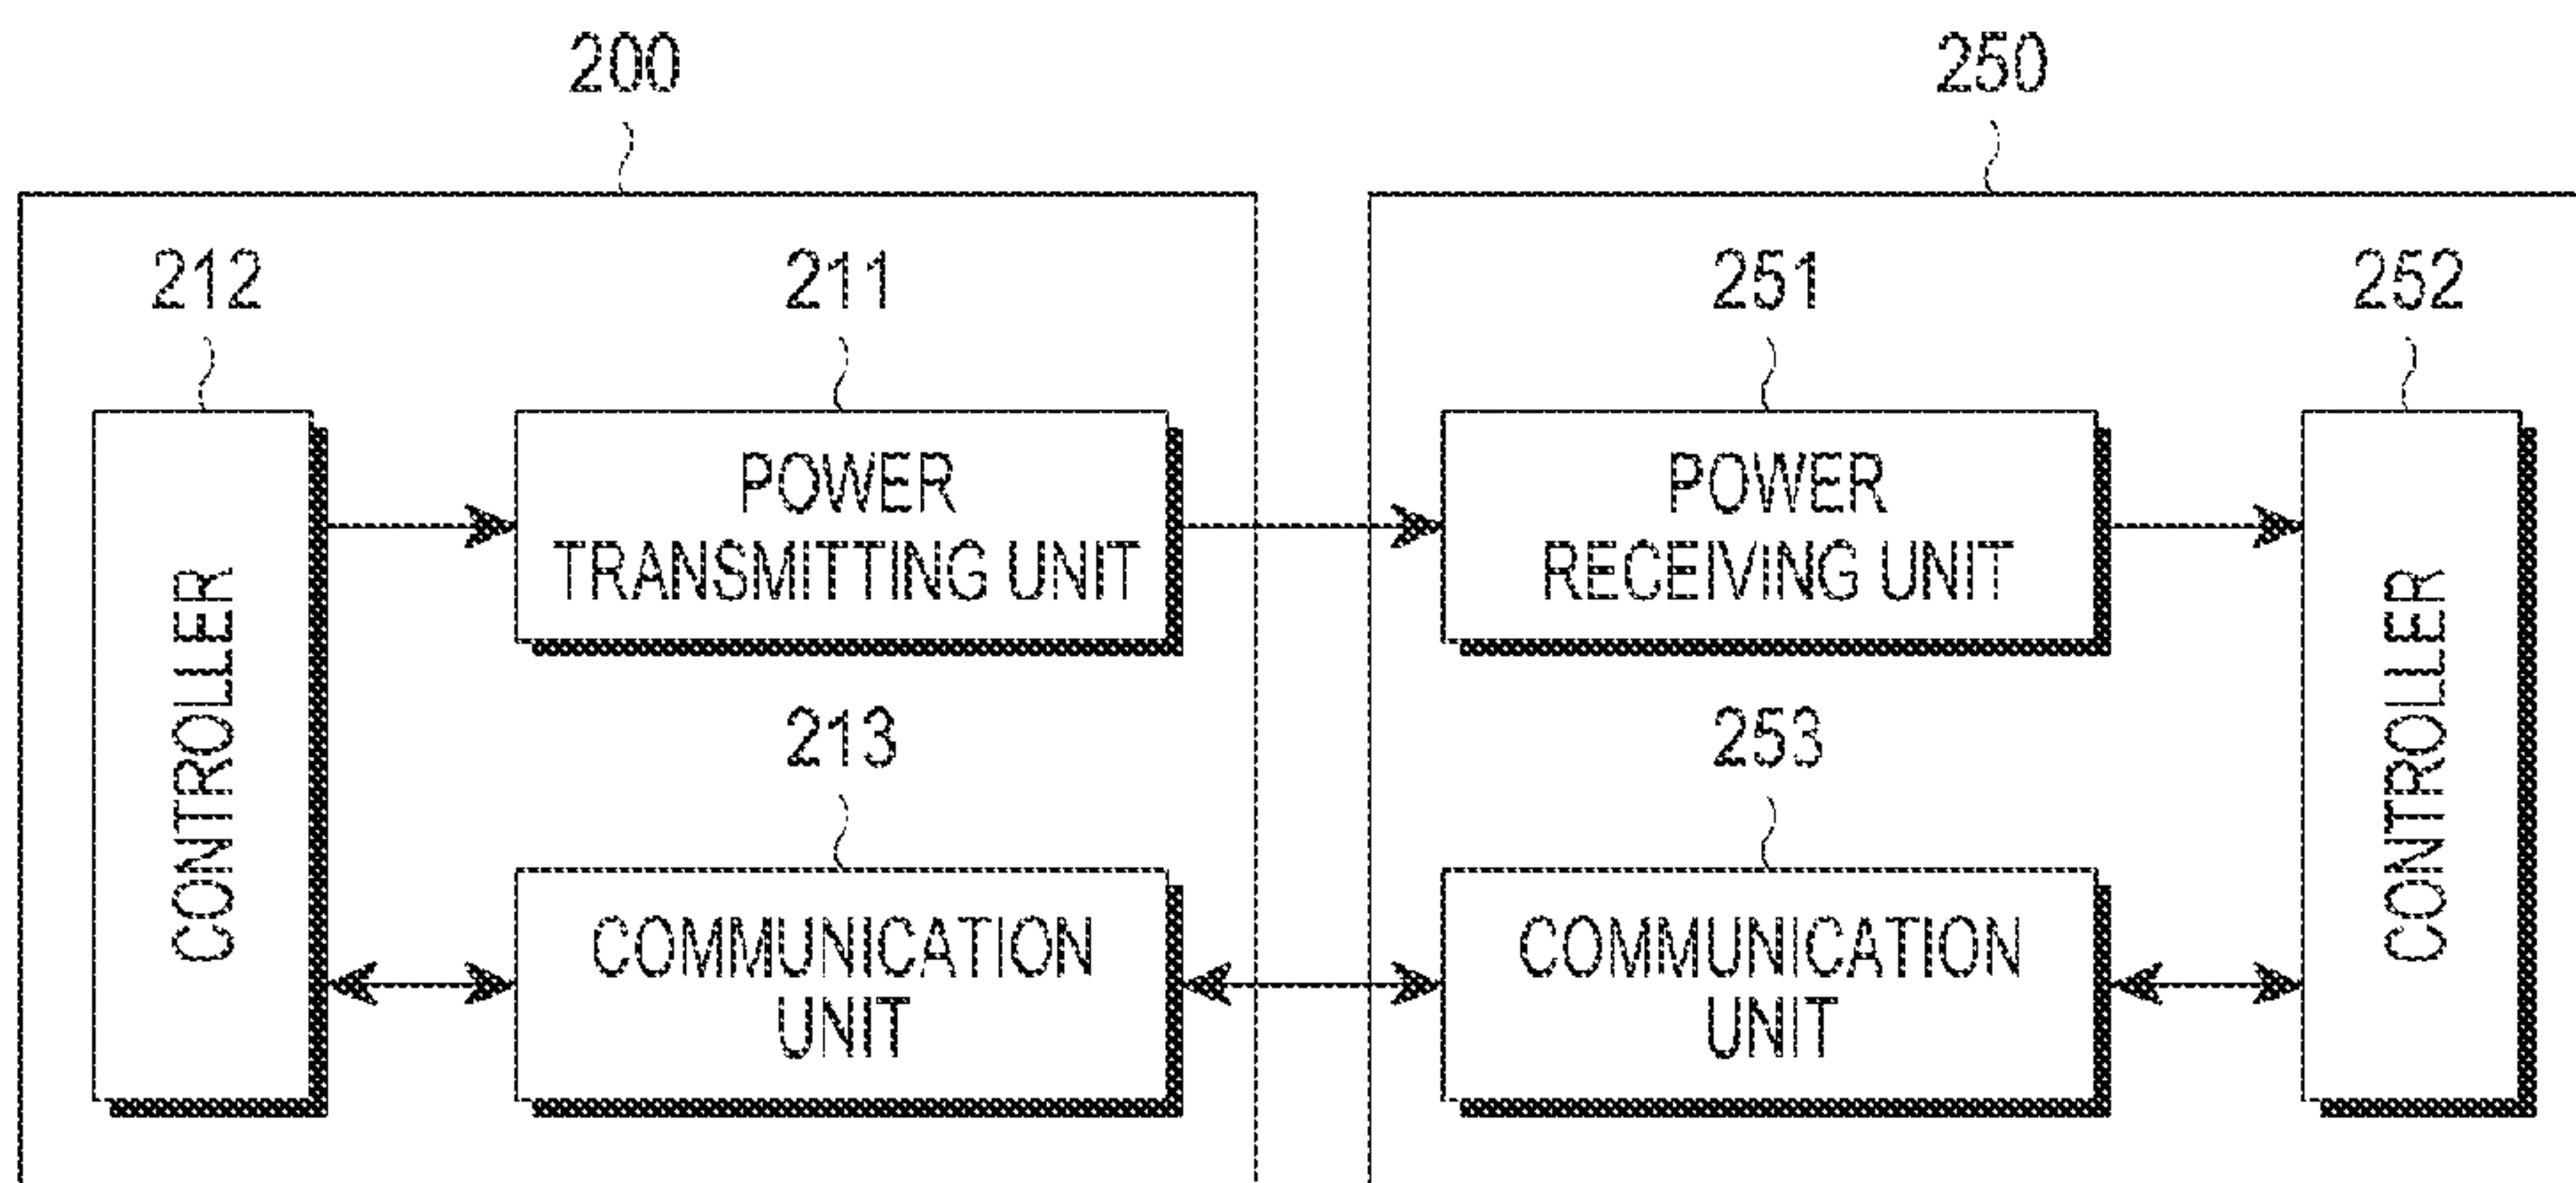 200
250
212
211
251
252
POWER
TRANSMITTING UNIT
POWER
RECEIVING UNIT
CONTROLLER
CONTROLLER
213
253
COMMUNICATION
UNIT
COMMUNICATION
UNIT